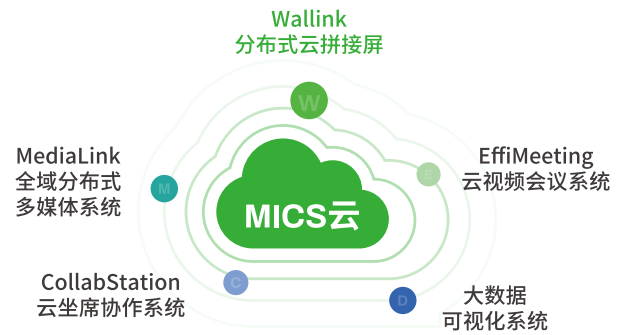 Wallink
分布式云拼接屏
W
MediaLink
全域分布式
多媒体系统
M
EffiMeeting
云视频会议系统
E
MICS云
CollabStation
云坐席协作系统
C
D
大数据
可视化系统